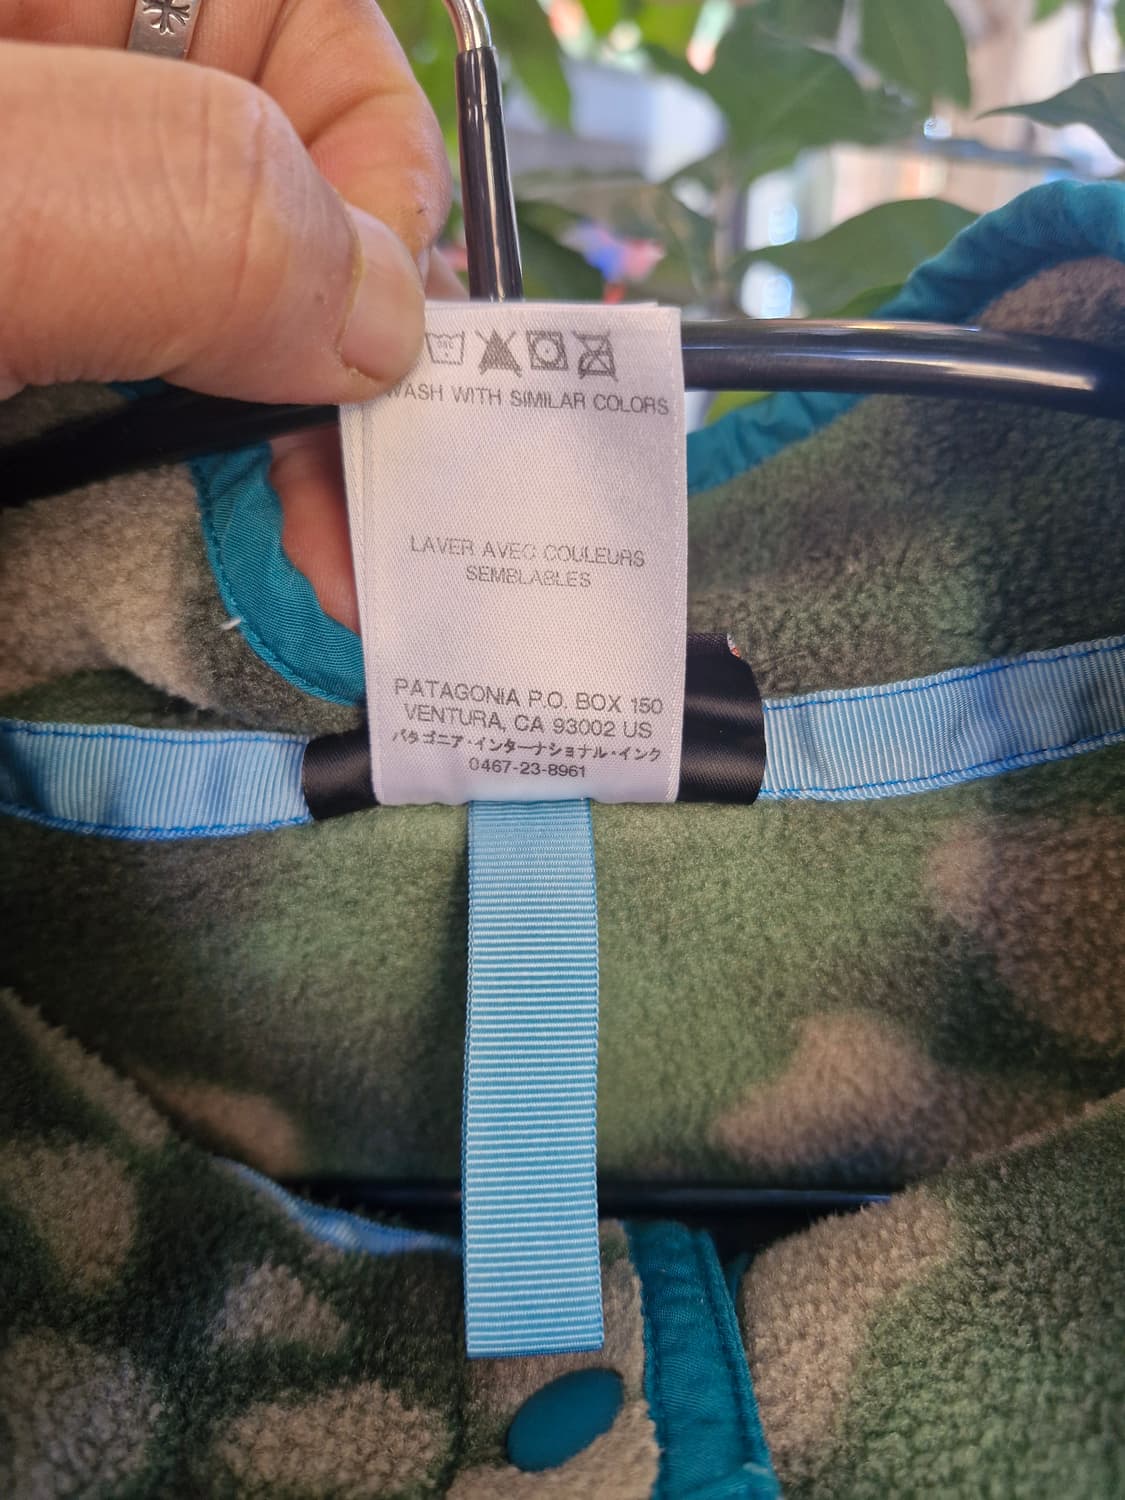 WASH WITH SIMILAR COLORS
LAVER AVEC COULEURS
SEMBLABLES
PATAGONIA P.O. BOX 150
VENTURA, CA 93002 US
パタゴニア・インターナショナル・インク
0467-23-8961